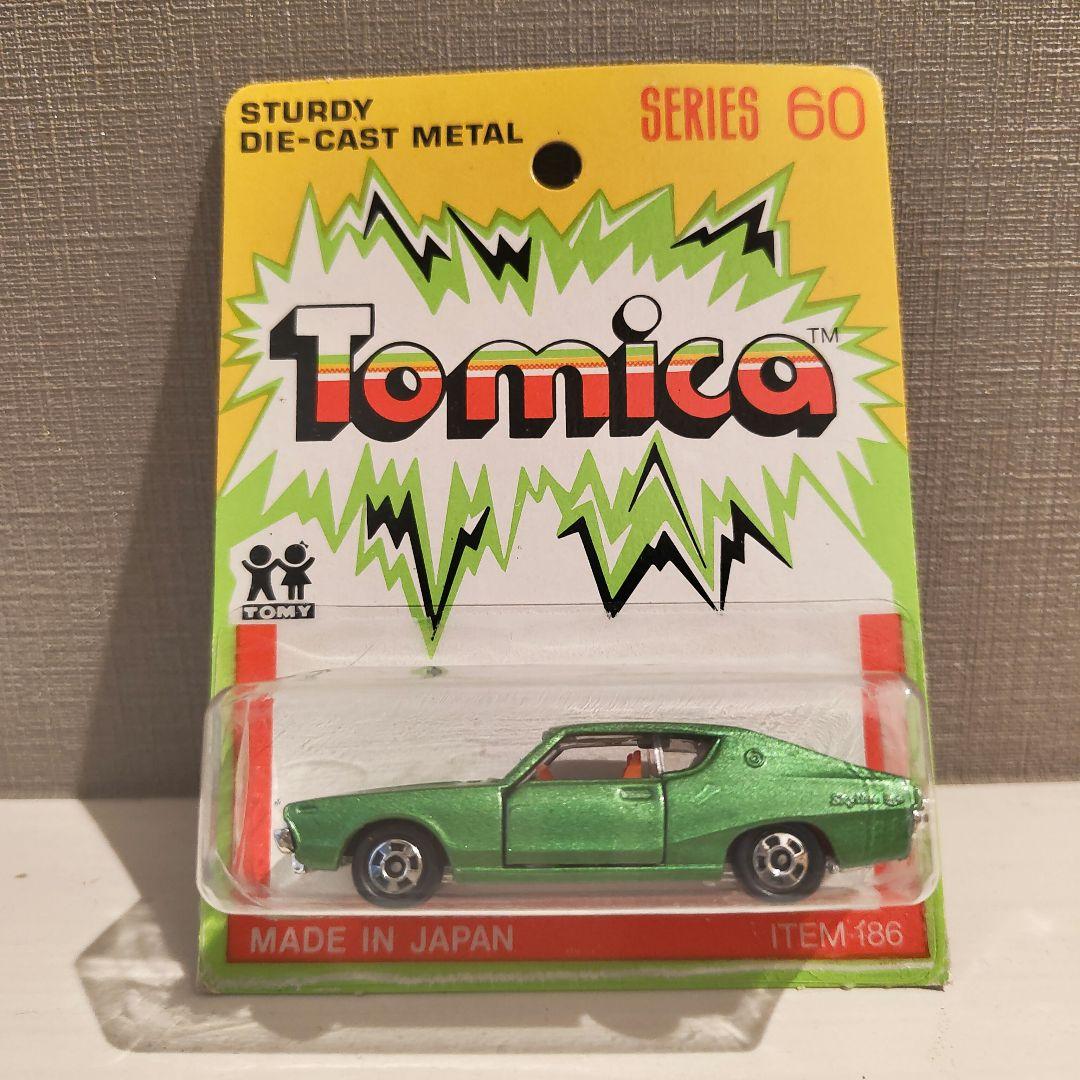 STURDY
DIE-CAST METAL
SERIES 60
Tomica™
TOMY
MADE IN JAPAN
ITEM·186